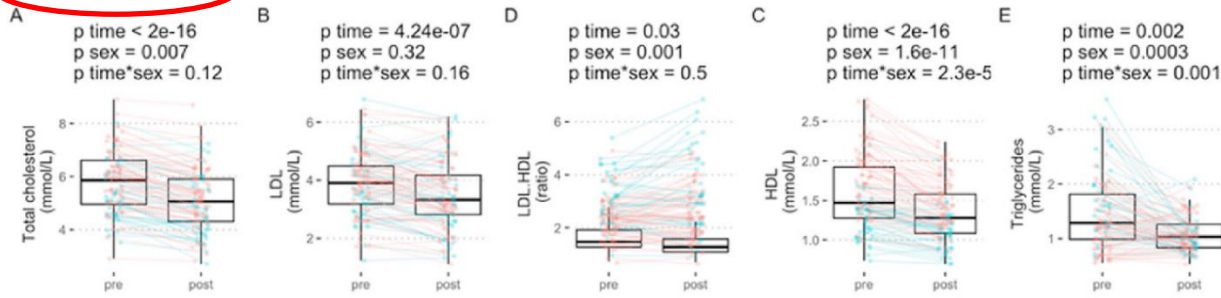 A
p time < 2e-16
p sex = 0.007
p time*sex = 0.12
Total cholesterol
(mmol/L)
8
6
4
pre post
B
p time = 4.24e-07
p sex = 0.32
p time*sex = 0.16
LDL
(mmol/L)
6
4
2
pre post
D
p time = 0.03
p sex = 0.001
p time*sex = 0.5
LDL.HDL
(ratio)
6
4
2
pre post
C
p time < 2e-16
p sex = 1.6e-11
p time*sex = 2.3e-5
HDL
(mmol/L)
2.5
2.0
1.5
1.0
pre post
E
p time = 0.002
p sex = 0.0003
p time*sex = 0.001
Triglycerides
(mmol/L)
3
2
1
pre post